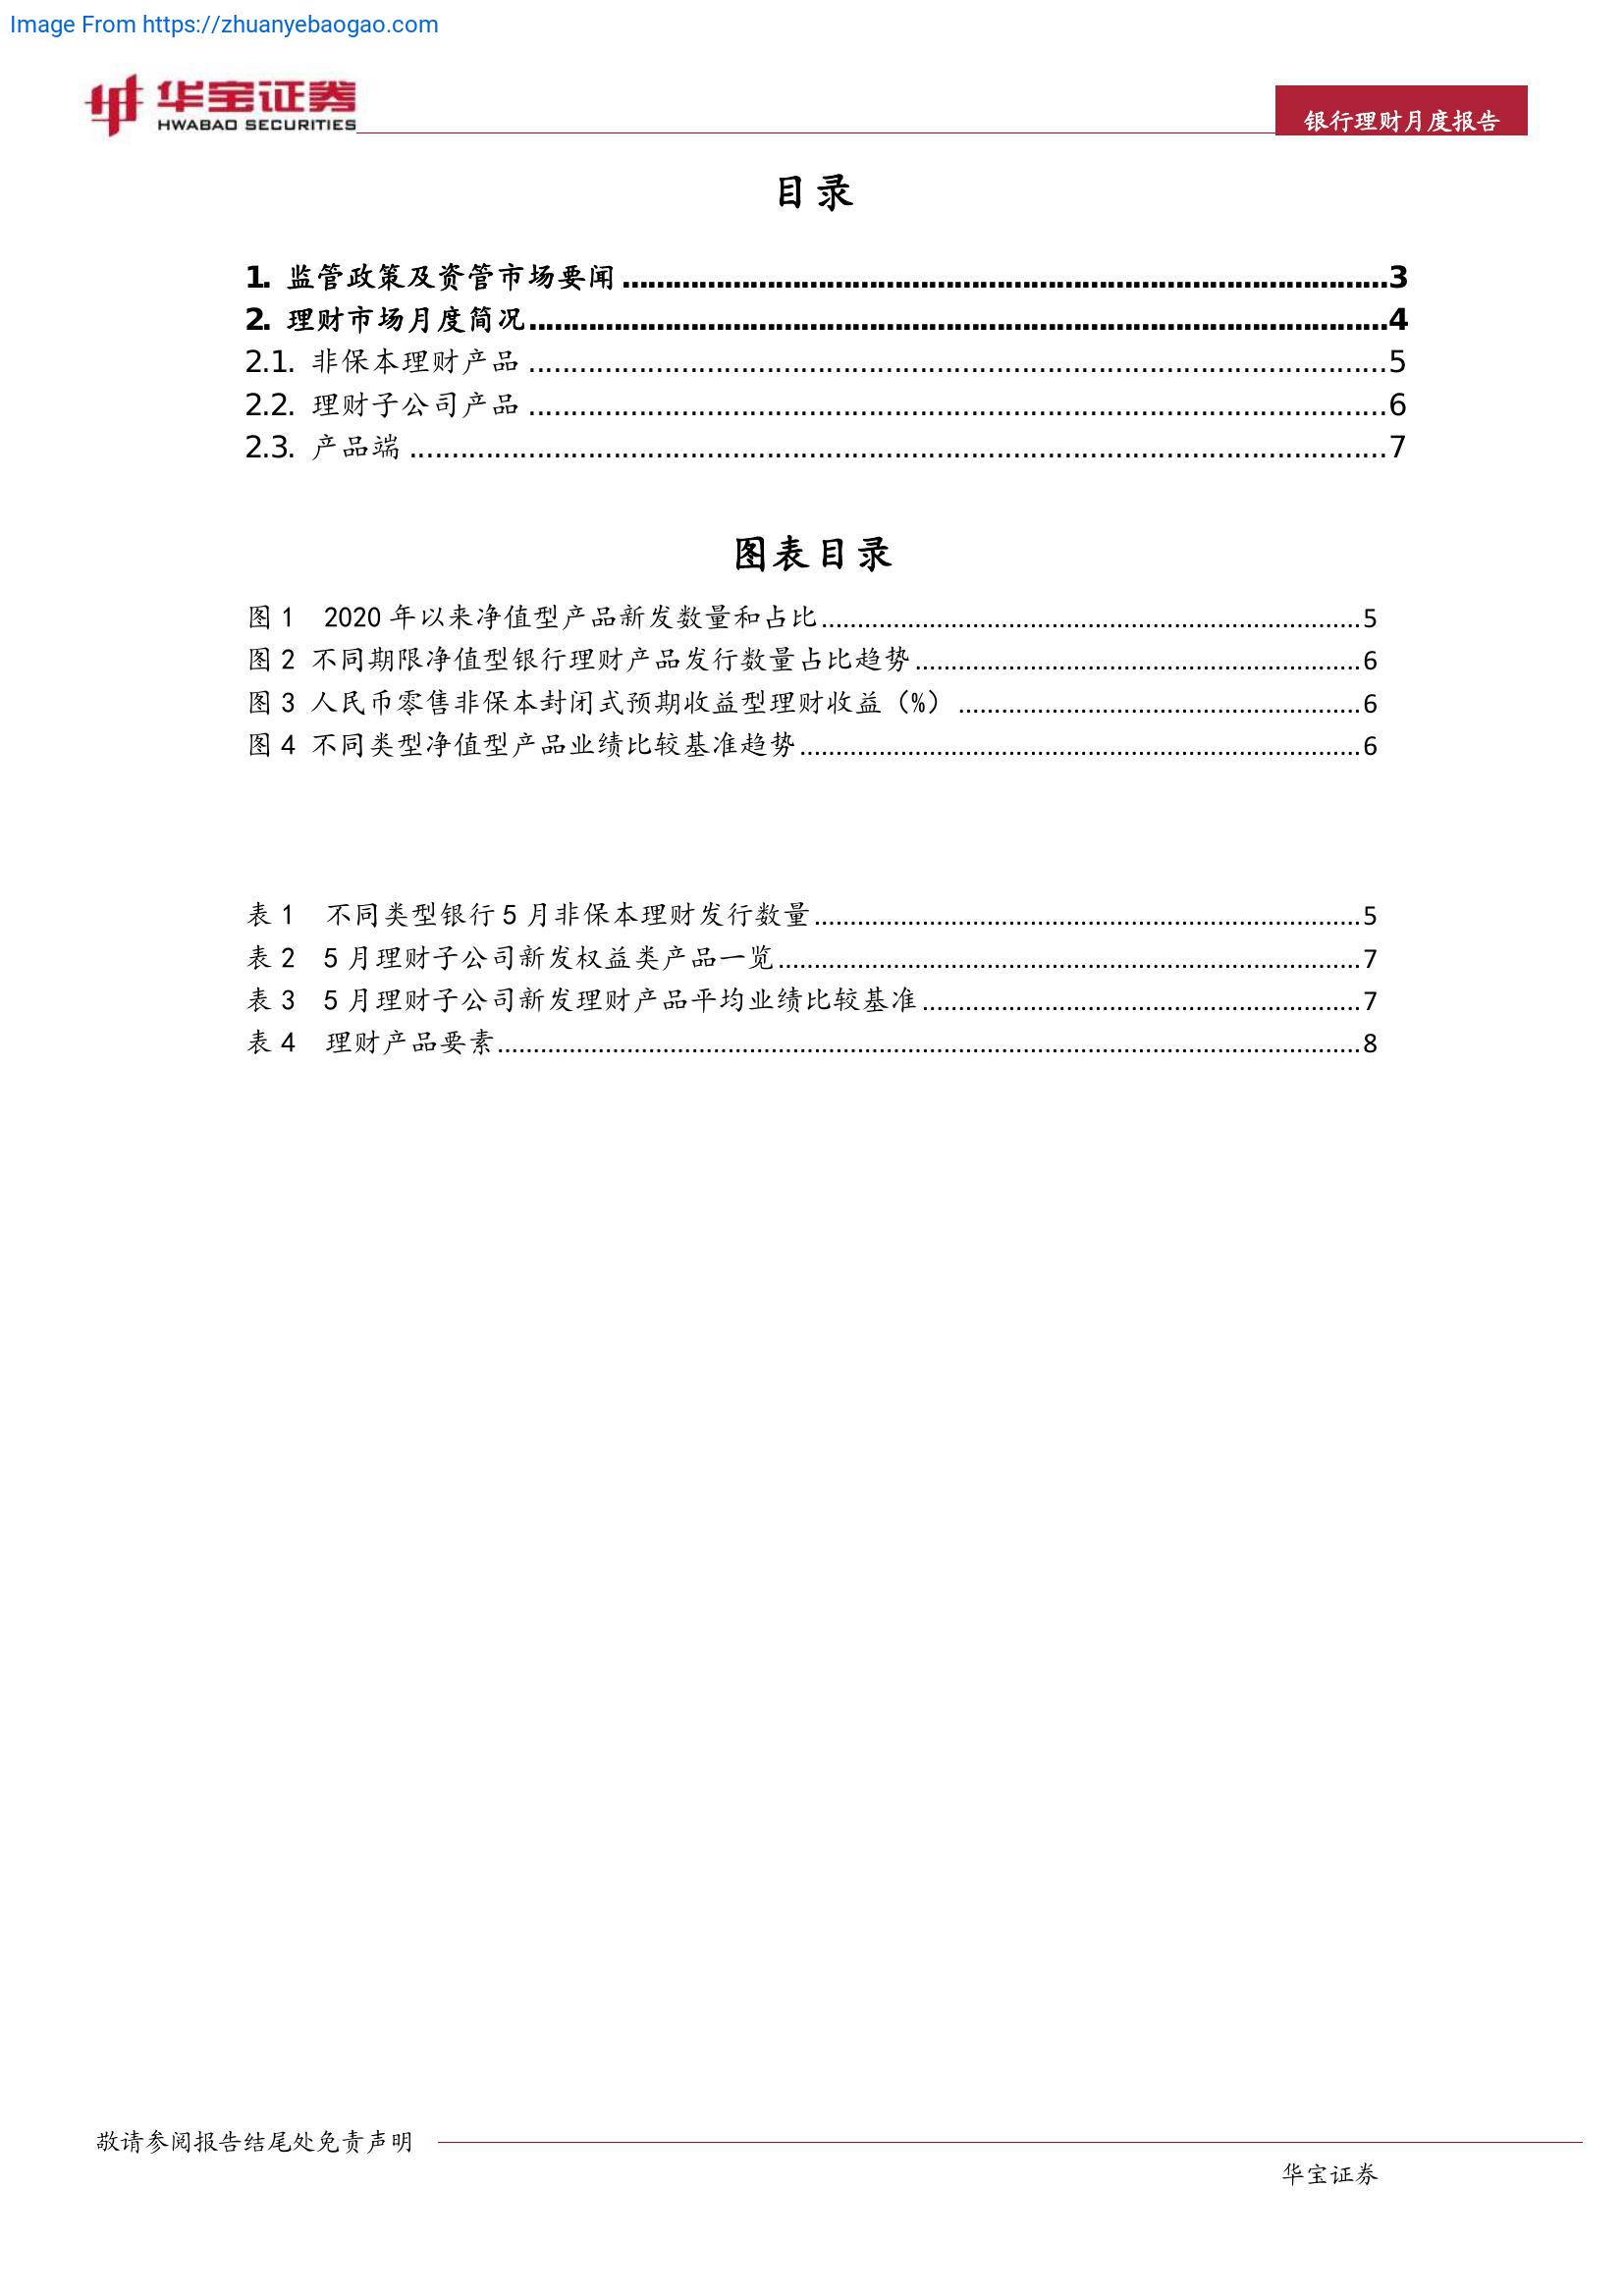 Image From https://zhuanyebaogao.com
华宝证券
HWABAO SECURITIES
银行理财月度报告
目录
1. 监管政策及资管市场要闻........................................3
2. 理财市场月度简况........................................4
2.1. 非保本理财产品........................................5
2.2. 理财子公司产品........................................6
2.3. 产品端........................................7
图表目录
图 1 2020 年以来净值型产品新发数量和占比........................................5
图 2 不同期限净值型银行理财产品发行数量占比趋势........................................6
图 3 人民币零售非保本封闭式预期收益型理财收益（%）........................................6
图 4 不同类型净值型产品业绩比较基准趋势........................................6
表 1 不同类型银行 5 月非保本理财发行数量........................................5
表 2 5 月理财子公司新发权益类产品一览........................................7
表 3 5 月理财子公司新发理财产品平均业绩比较基准........................................7
表 4 理财产品要素........................................8
敬请参阅报告结尾处免责声明
华宝证券